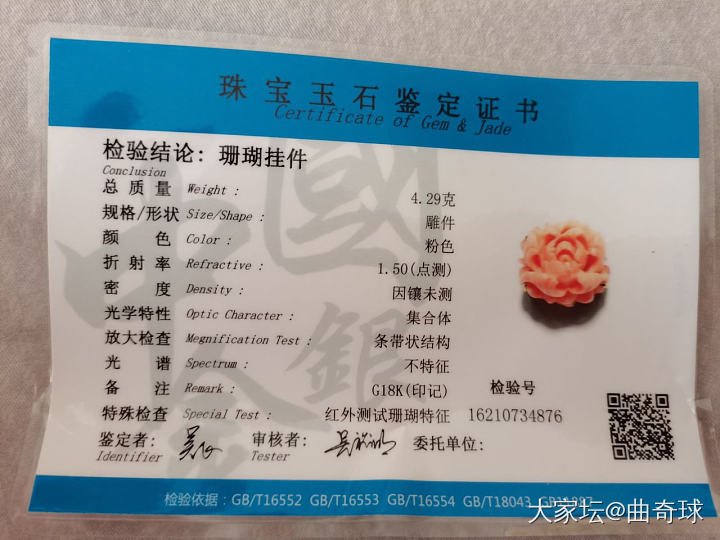 珠宝玉石鉴定证书
Certificate of Gem & Jade
检验结论：珊瑚挂件
Conclusion
总质量 Weight : 4.29克
规格/形状 Size/Shape : 雕件
颜色 Color : 粉色
折射率 Refractive : 1.50(点测)
密度 Density : 因镶未测
光学特性 Optic Character : 集合体
放大检查 Megnification Test : 条带状结构
光谱 Spectrum : 不特征
备注 Remark : G18K(印记) 检验号
特殊检查 Special Test : 红外测试珊瑚特征 16210734876
鉴定者: 审核者: 委托单位:
Identifier Tester
检验依据: GB/T16552 GB/T16553 GB/T16554 GB/T18043
大家坛@曲奇球